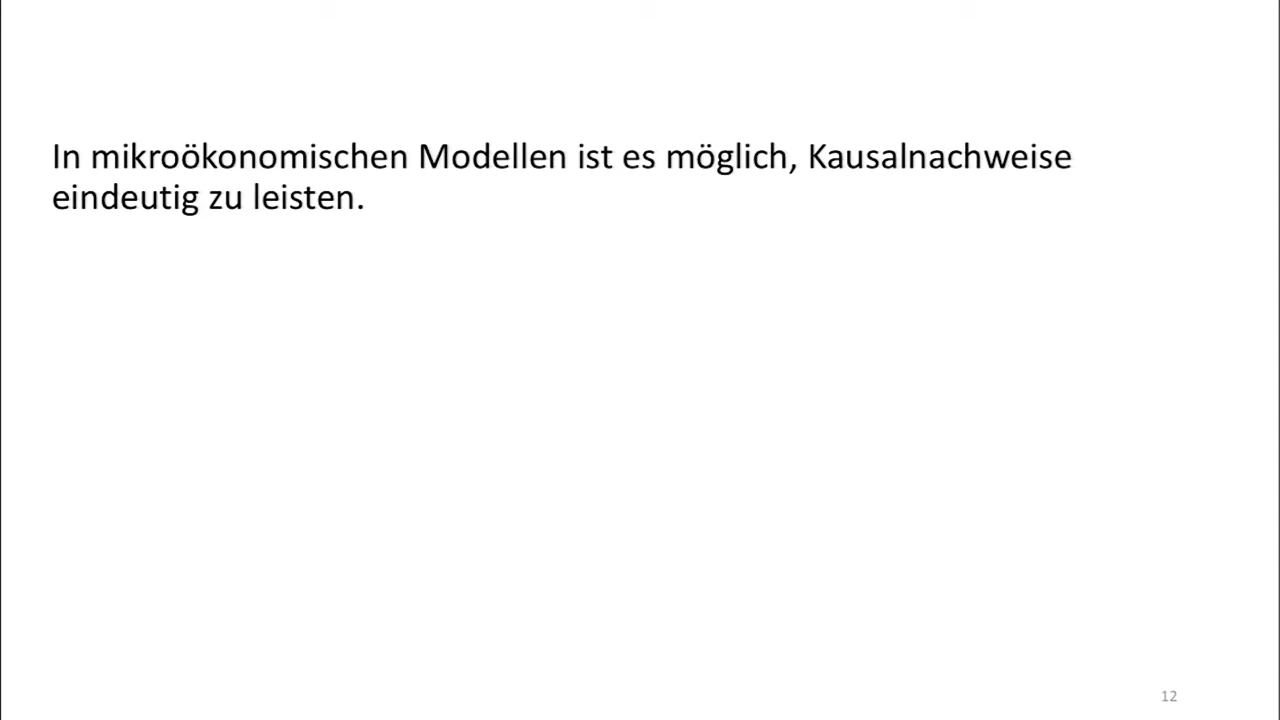 In mikroökonomischen Modellen ist es möglich, Kausalnachweise
eindeutig zu leisten.
12